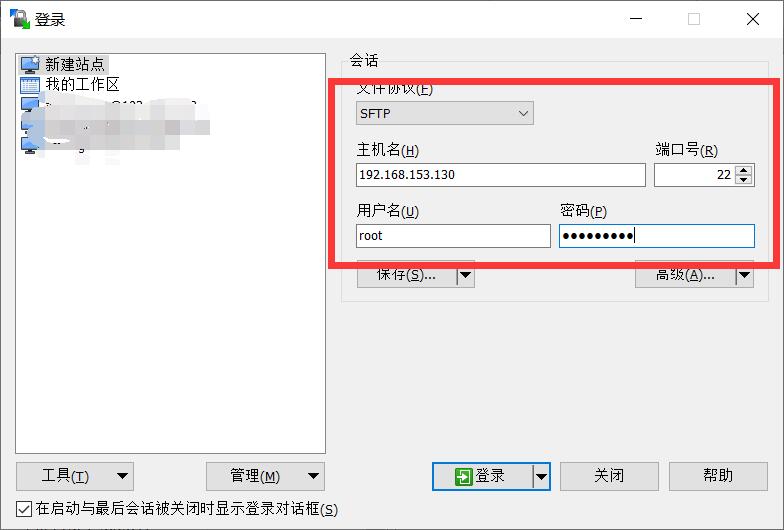 登录
新建站点
我的工作区
会话
文件协议(F)
SFTP
主机名(H)
端口号(R)
192.168.153.130
22
用户名(U)
密码(P)
root
●●●●●●●●●
保存(S)...
高级(A)...
工具(T)
管理(M)
登录
关闭
帮助
在启动与最后会话被关闭时显示登录对话框(S)